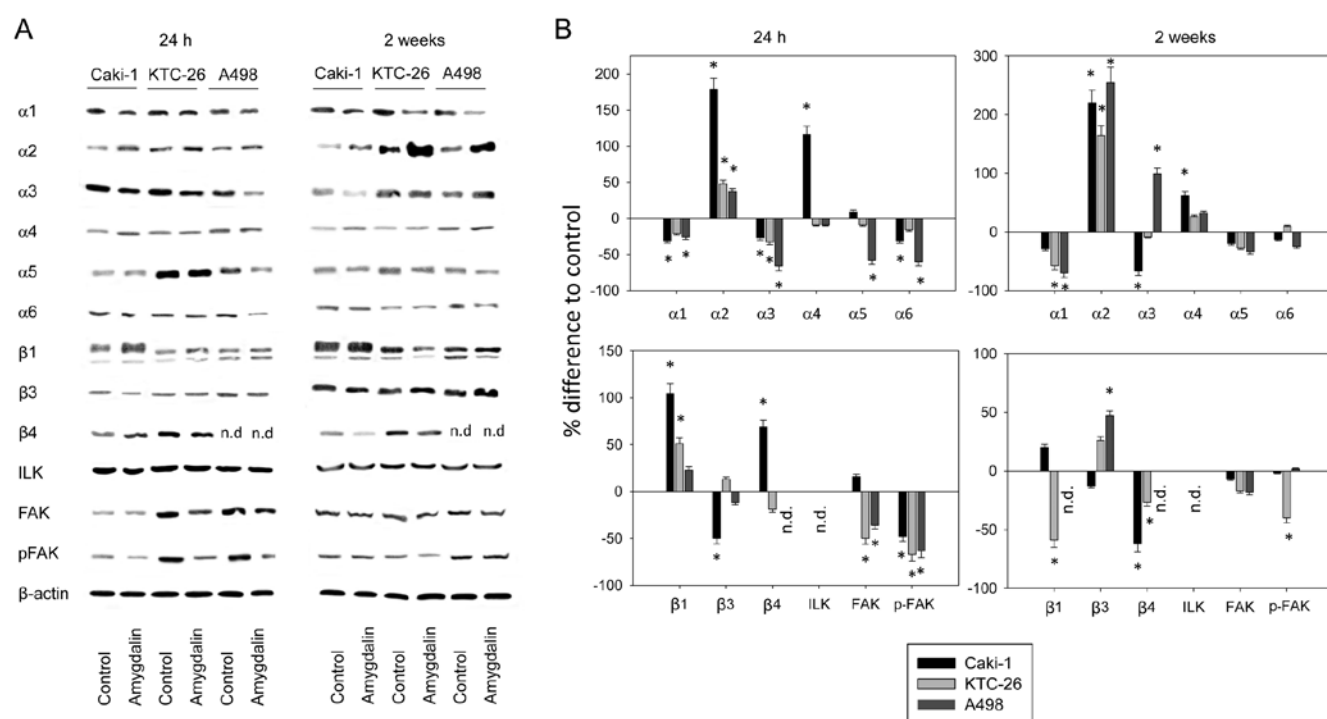 A
24 h
2 weeks
Caki-1 KTC-26 A498
Caki-1 KTC-26 A498
α1
α2
α3
α4
α5
α6
β1
β3
β4 n.d n.d n.d n.d
ILK
FAK
pFAK
β-actin
Control Amygdalin Control Amygdalin Control Amygdalin
Control Amygdalin Control Amygdalin Control Amygdalin
B
% difference to control
24 h
200
150
100
50
0
-50
-100
* * * * * * * * * * * *
α1 α2 α3 α4 α5 α6
2 weeks
300
200
100
0
-100
* * * * * * * *
α1 α2 α3 α4 α5 α6
150
100
50
0
-50
-100
* * * * * * * * *
n.d. n.d.
β1 β3 β4 ILK FAK p-FAK
100
50
0
-50
-100
* * * * *
n.d. n.d. n.d.
β1 β3 β4 ILK FAK p-FAK
Caki-1
KTC-26
A498